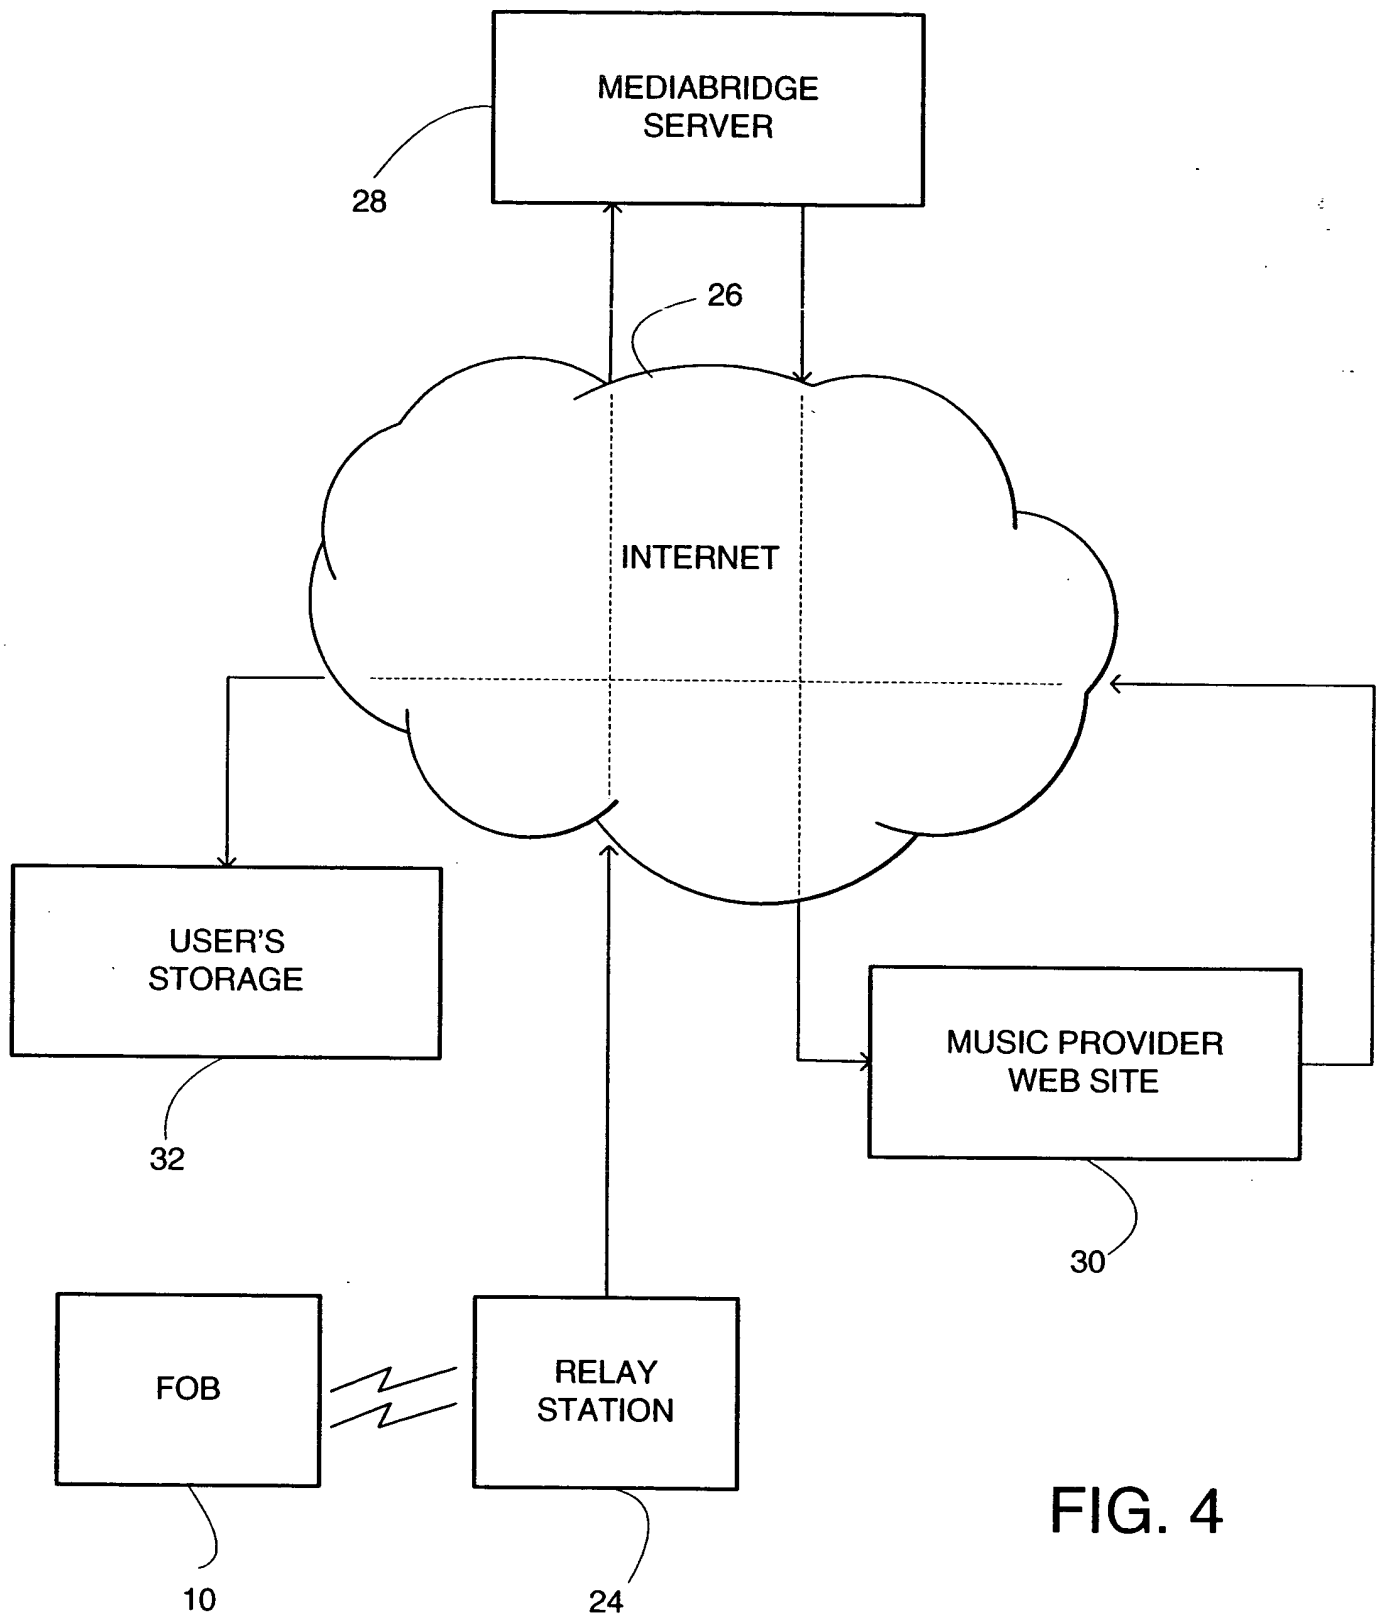 MEDIABRIDGE
SERVER
28
26
INTERNET
USER'S
STORAGE
32
MUSIC PROVIDER
WEB SITE
30
FOB
10
RELAY
STATION
24
FIG. 4